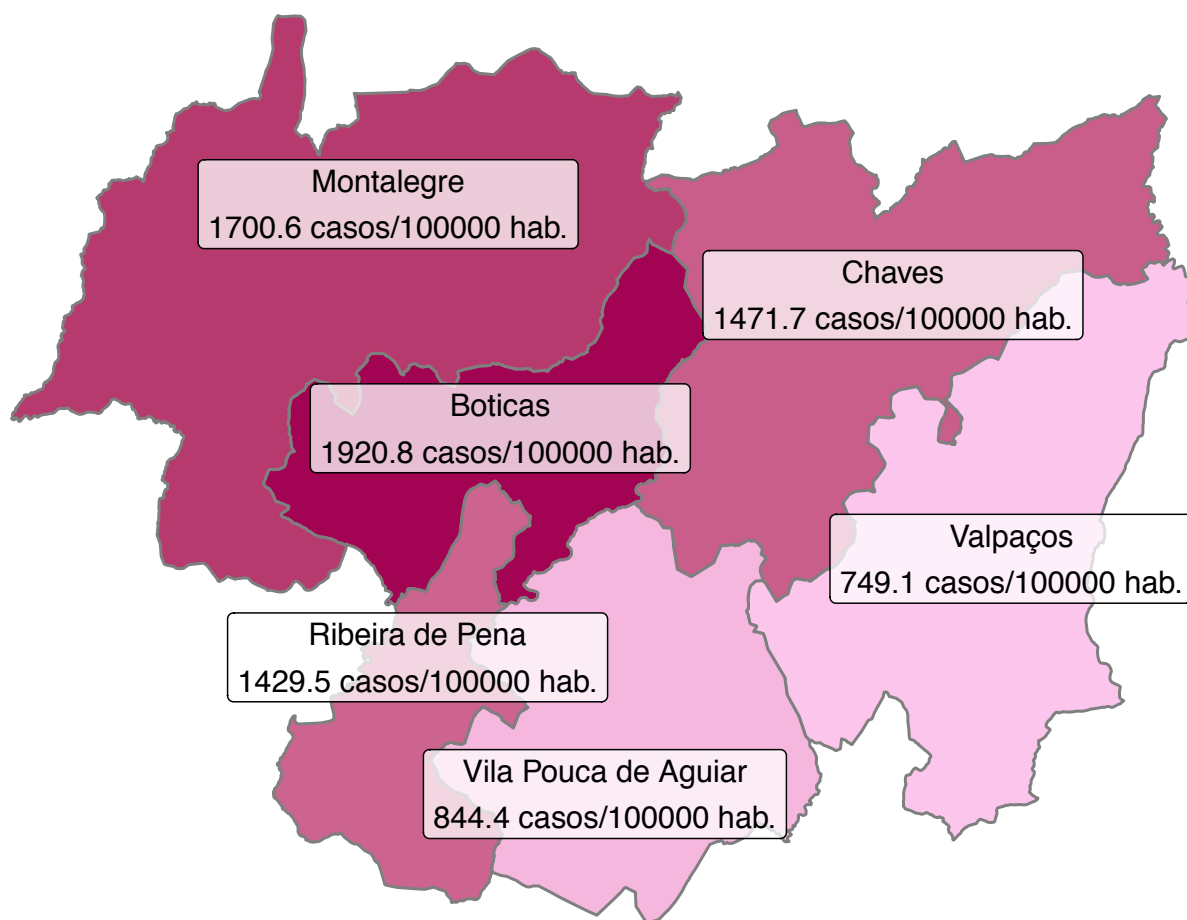 Montalegre
1700.6 casos/100000 hab.
Chaves
1471.7 casos/100000 hab.
Boticas
1920.8 casos/100000 hab.
Valpaços
749.1 casos/100000 hab.
Ribeira de Pena
1429.5 casos/100000 hab.
Vila Pouca de Aguiar
844.4 casos/100000 hab.